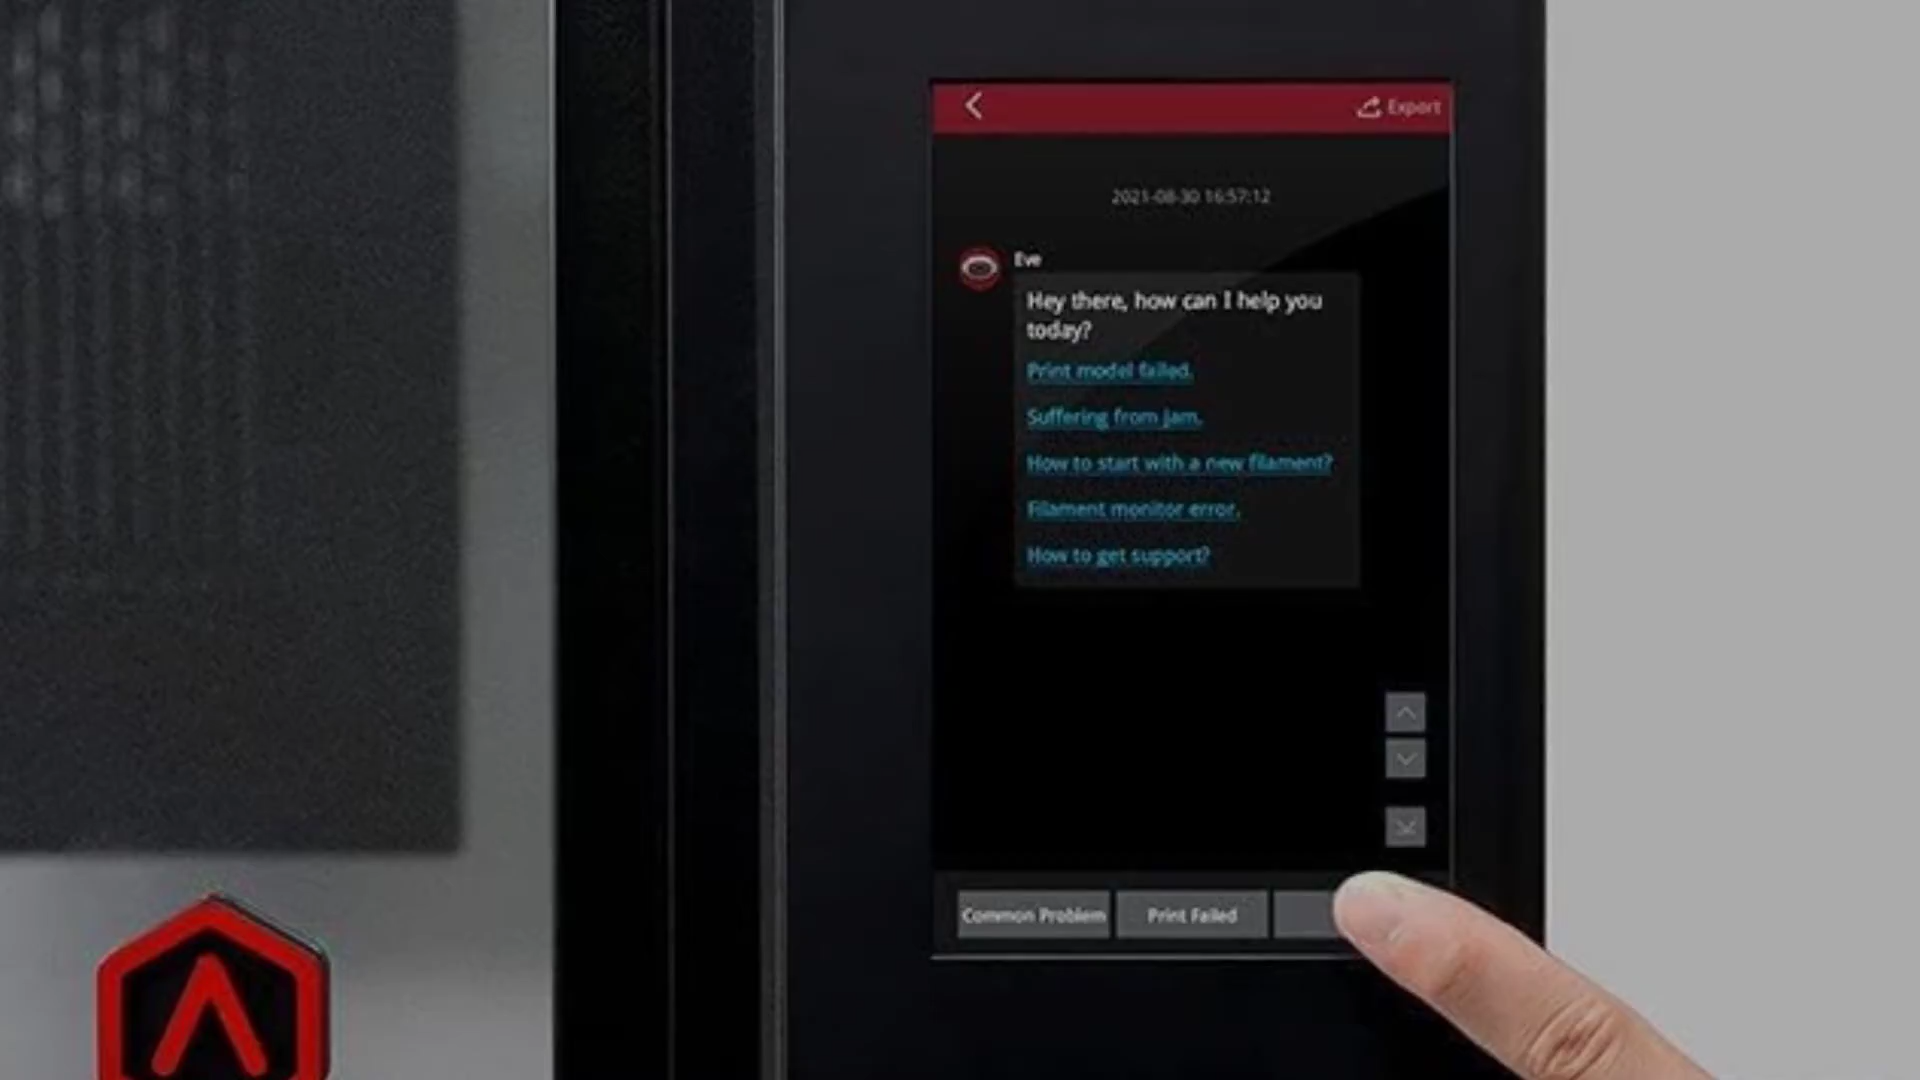 Export
2021-08-30 16:57:12
Eve
Hey there, how can I help you
today?
Print model failed.
Suffering from jam.
How to start with a new filament?
Filament monitor error.
How to get support?
Common Problem
Print Failed